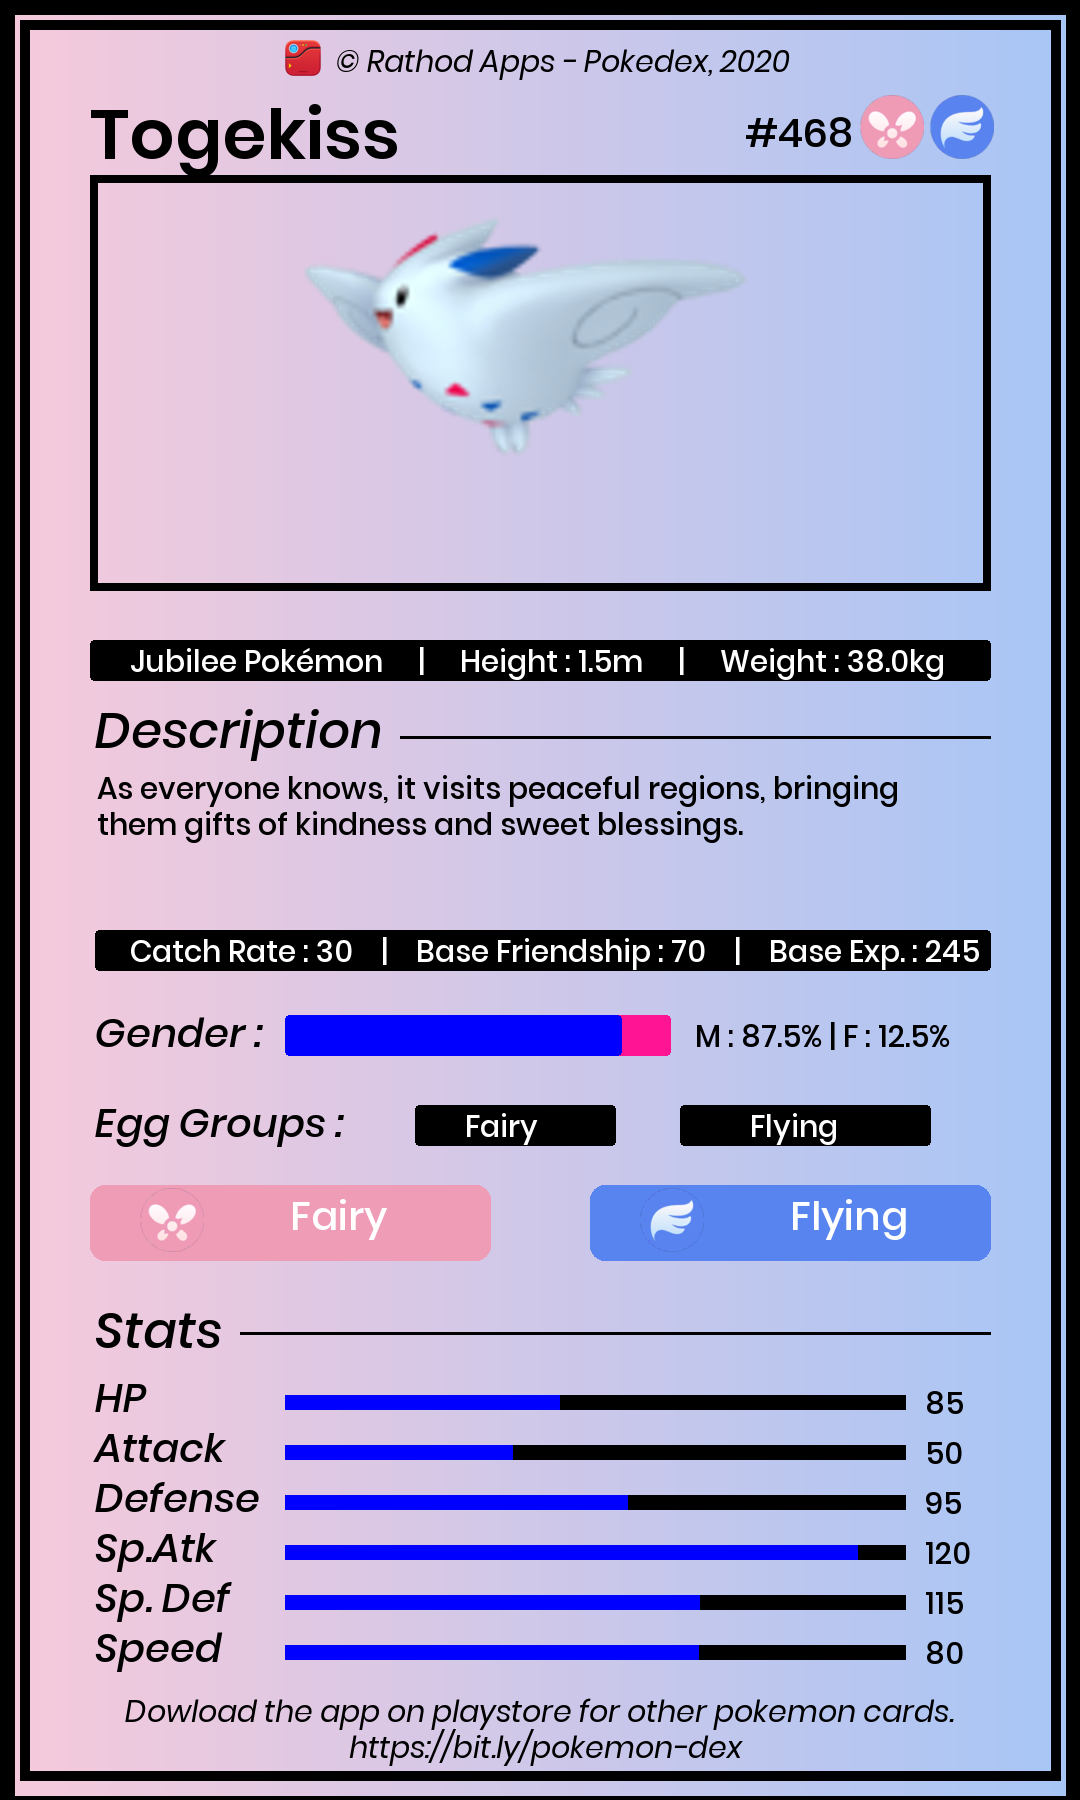 © Rathod Apps - Pokedex, 2020
Togekiss #468
Jubilee Pokémon | Height : 1.5m | Weight : 38.0kg
Description
As everyone knows, it visits peaceful regions, bringing
them gifts of kindness and sweet blessings.
Catch Rate : 30 | Base Friendship : 70 | Base Exp. : 245
Gender : M : 87.5% | F : 12.5%
Egg Groups : Fairy Flying
Fairy Flying
Stats
HP 85
Attack 50
Defense 95
Sp.Atk 120
Sp. Def 115
Speed 80
Dowload the app on playstore for other pokemon cards.
https://bit.ly/pokemon-dex